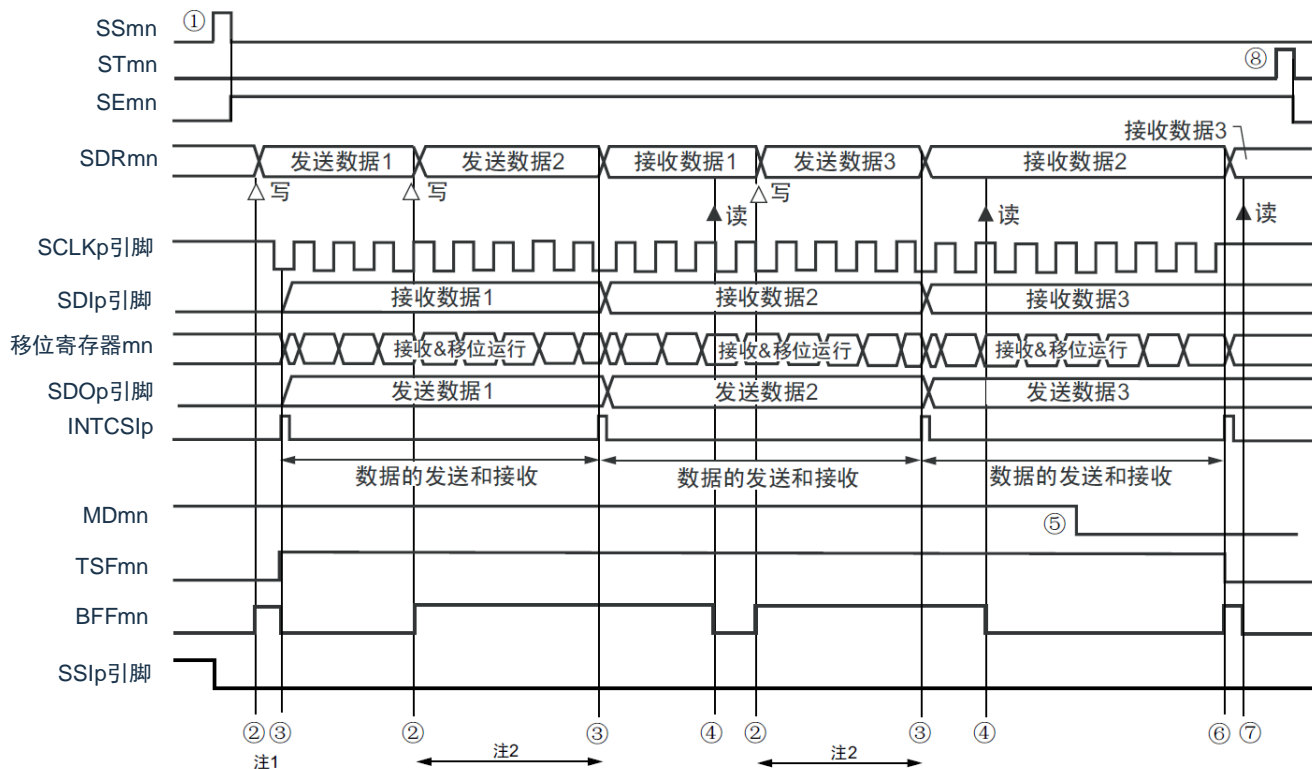 SSmn ①
STmn ⑧
SEmn
接收数据3
SDRmn 发送数据1 发送数据2 接收数据1 发送数据3 接收数据2
写 写 读 写 读 读
SCLKp引脚
SDIp引脚 接收数据1 接收数据2 接收数据3
移位寄存器mn 接收&移位运行 接收&移位运行 接收&移位运行
SDOp引脚 发送数据1 发送数据2 发送数据3
INTCSIp
数据的发送和接收 数据的发送和接收 数据的发送和接收
MDmn ⑤
TSFmn
BFFmn
SSIp引脚
② ③ ② ③ ④ ② ③ ④ ⑥ ⑦
注1 注2 注2